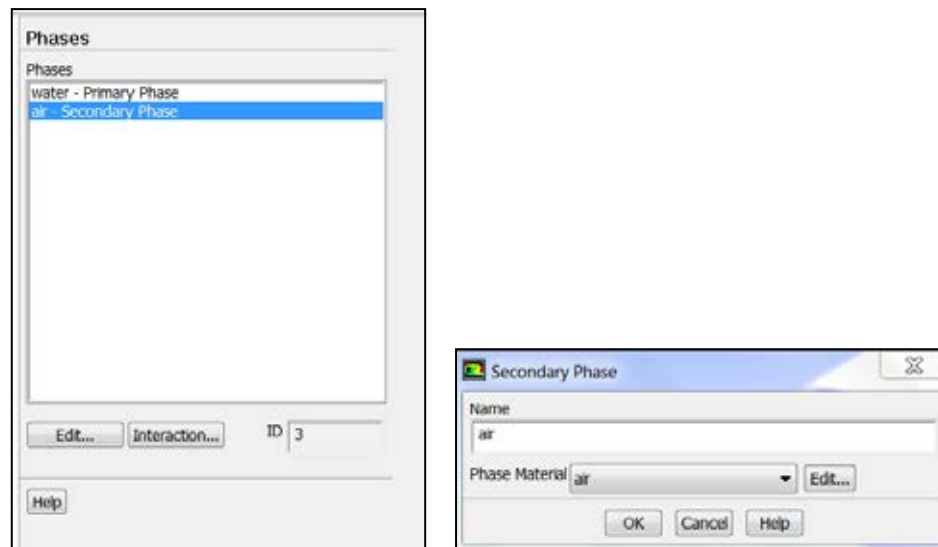 Phases
Phases
water - Primary Phase
air - Secondary Phase
Edit... Interaction... ID 3
Help
Secondary Phase
Name
air
Phase Material air Edit...
OK Cancel Help